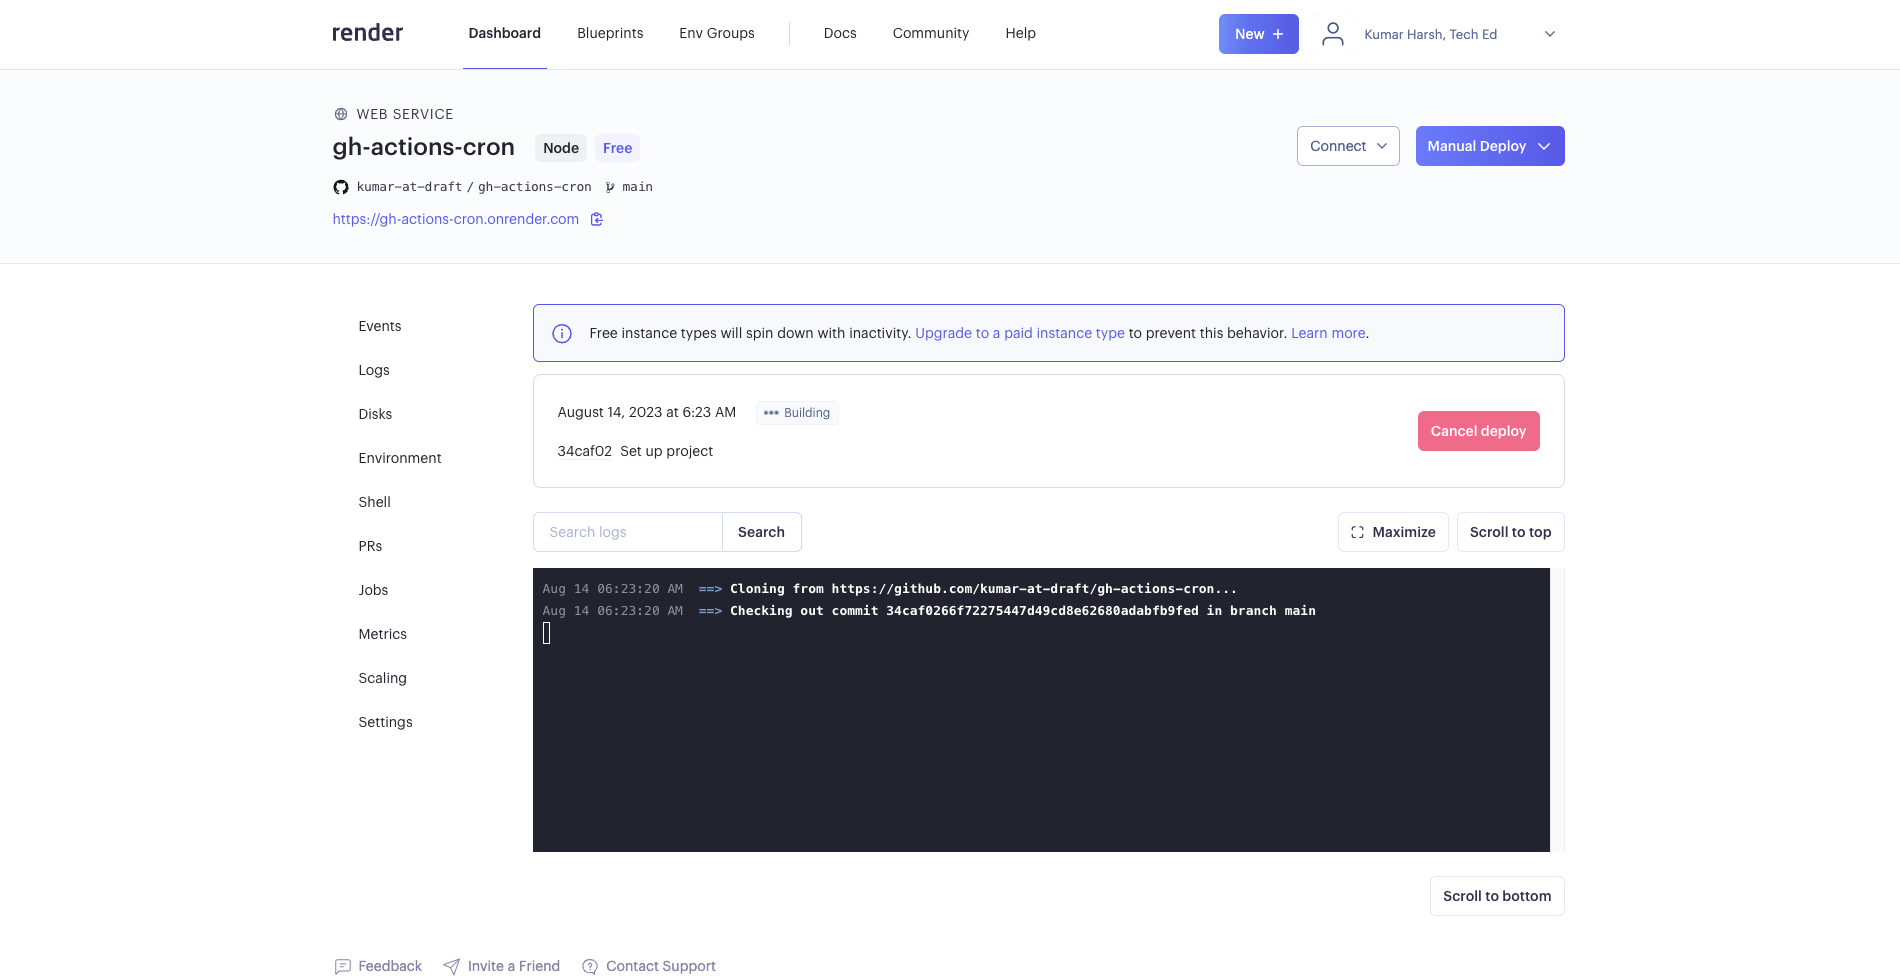 render Dashboard Blueprints Env Groups Docs Community Help New + Kumar Harsh, Tech Ed
WEB SERVICE
gh-actions-cron Node Free
kumar-at-draft / gh-actions-cron main
https://gh-actions-cron.onrender.com
Connect Manual Deploy
Events
Logs
Disks
Environment
Shell
PRs
Jobs
Metrics
Scaling
Settings
Free instance types will spin down with inactivity. Upgrade to a paid instance type to prevent this behavior. Learn more.
August 14, 2023 at 6:23 AM ••• Building
34caf02 Set up project
Cancel deploy
Search logs Search Maximize Scroll to top
Aug 14 06:23:20 AM ==> Cloning from https://github.com/kumar-at-draft/gh-actions-cron...
Aug 14 06:23:20 AM ==> Checking out commit 34caf0266f72275447d49cd8e62680adabfb9fed in branch main
Scroll to bottom
Feedback Invite a Friend Contact Support